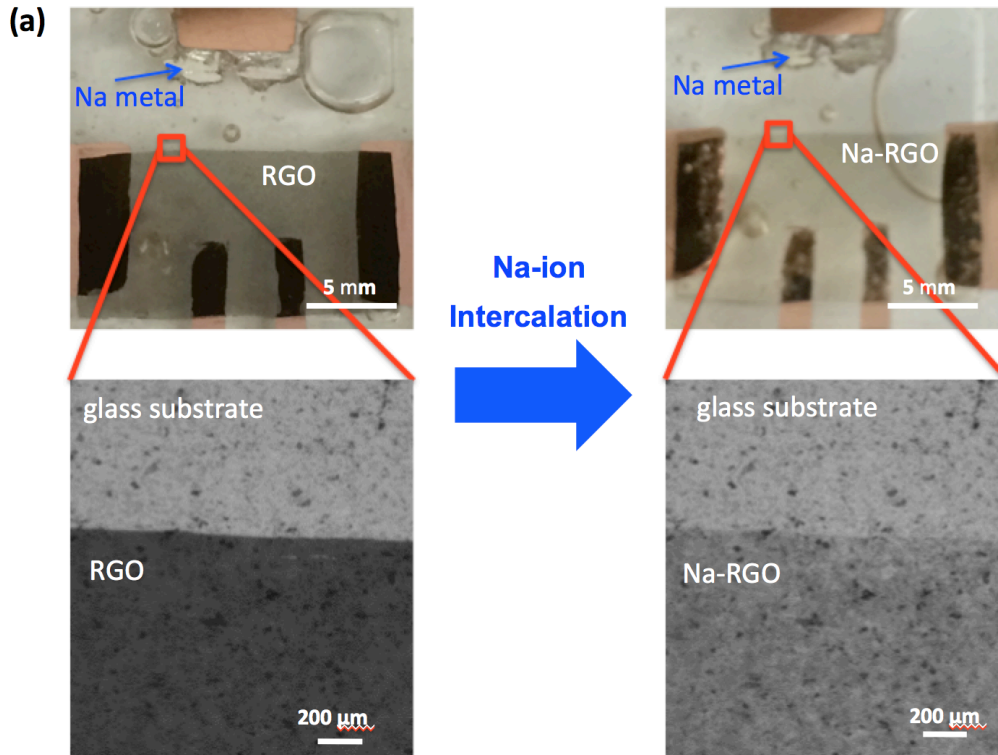 (a)
Na metal
RGO
5 mm
Na-ion
Intercalation
Na metal
Na-RGO
5 mm
glass substrate
RGO
200 µm
glass substrate
Na-RGO
200 µm